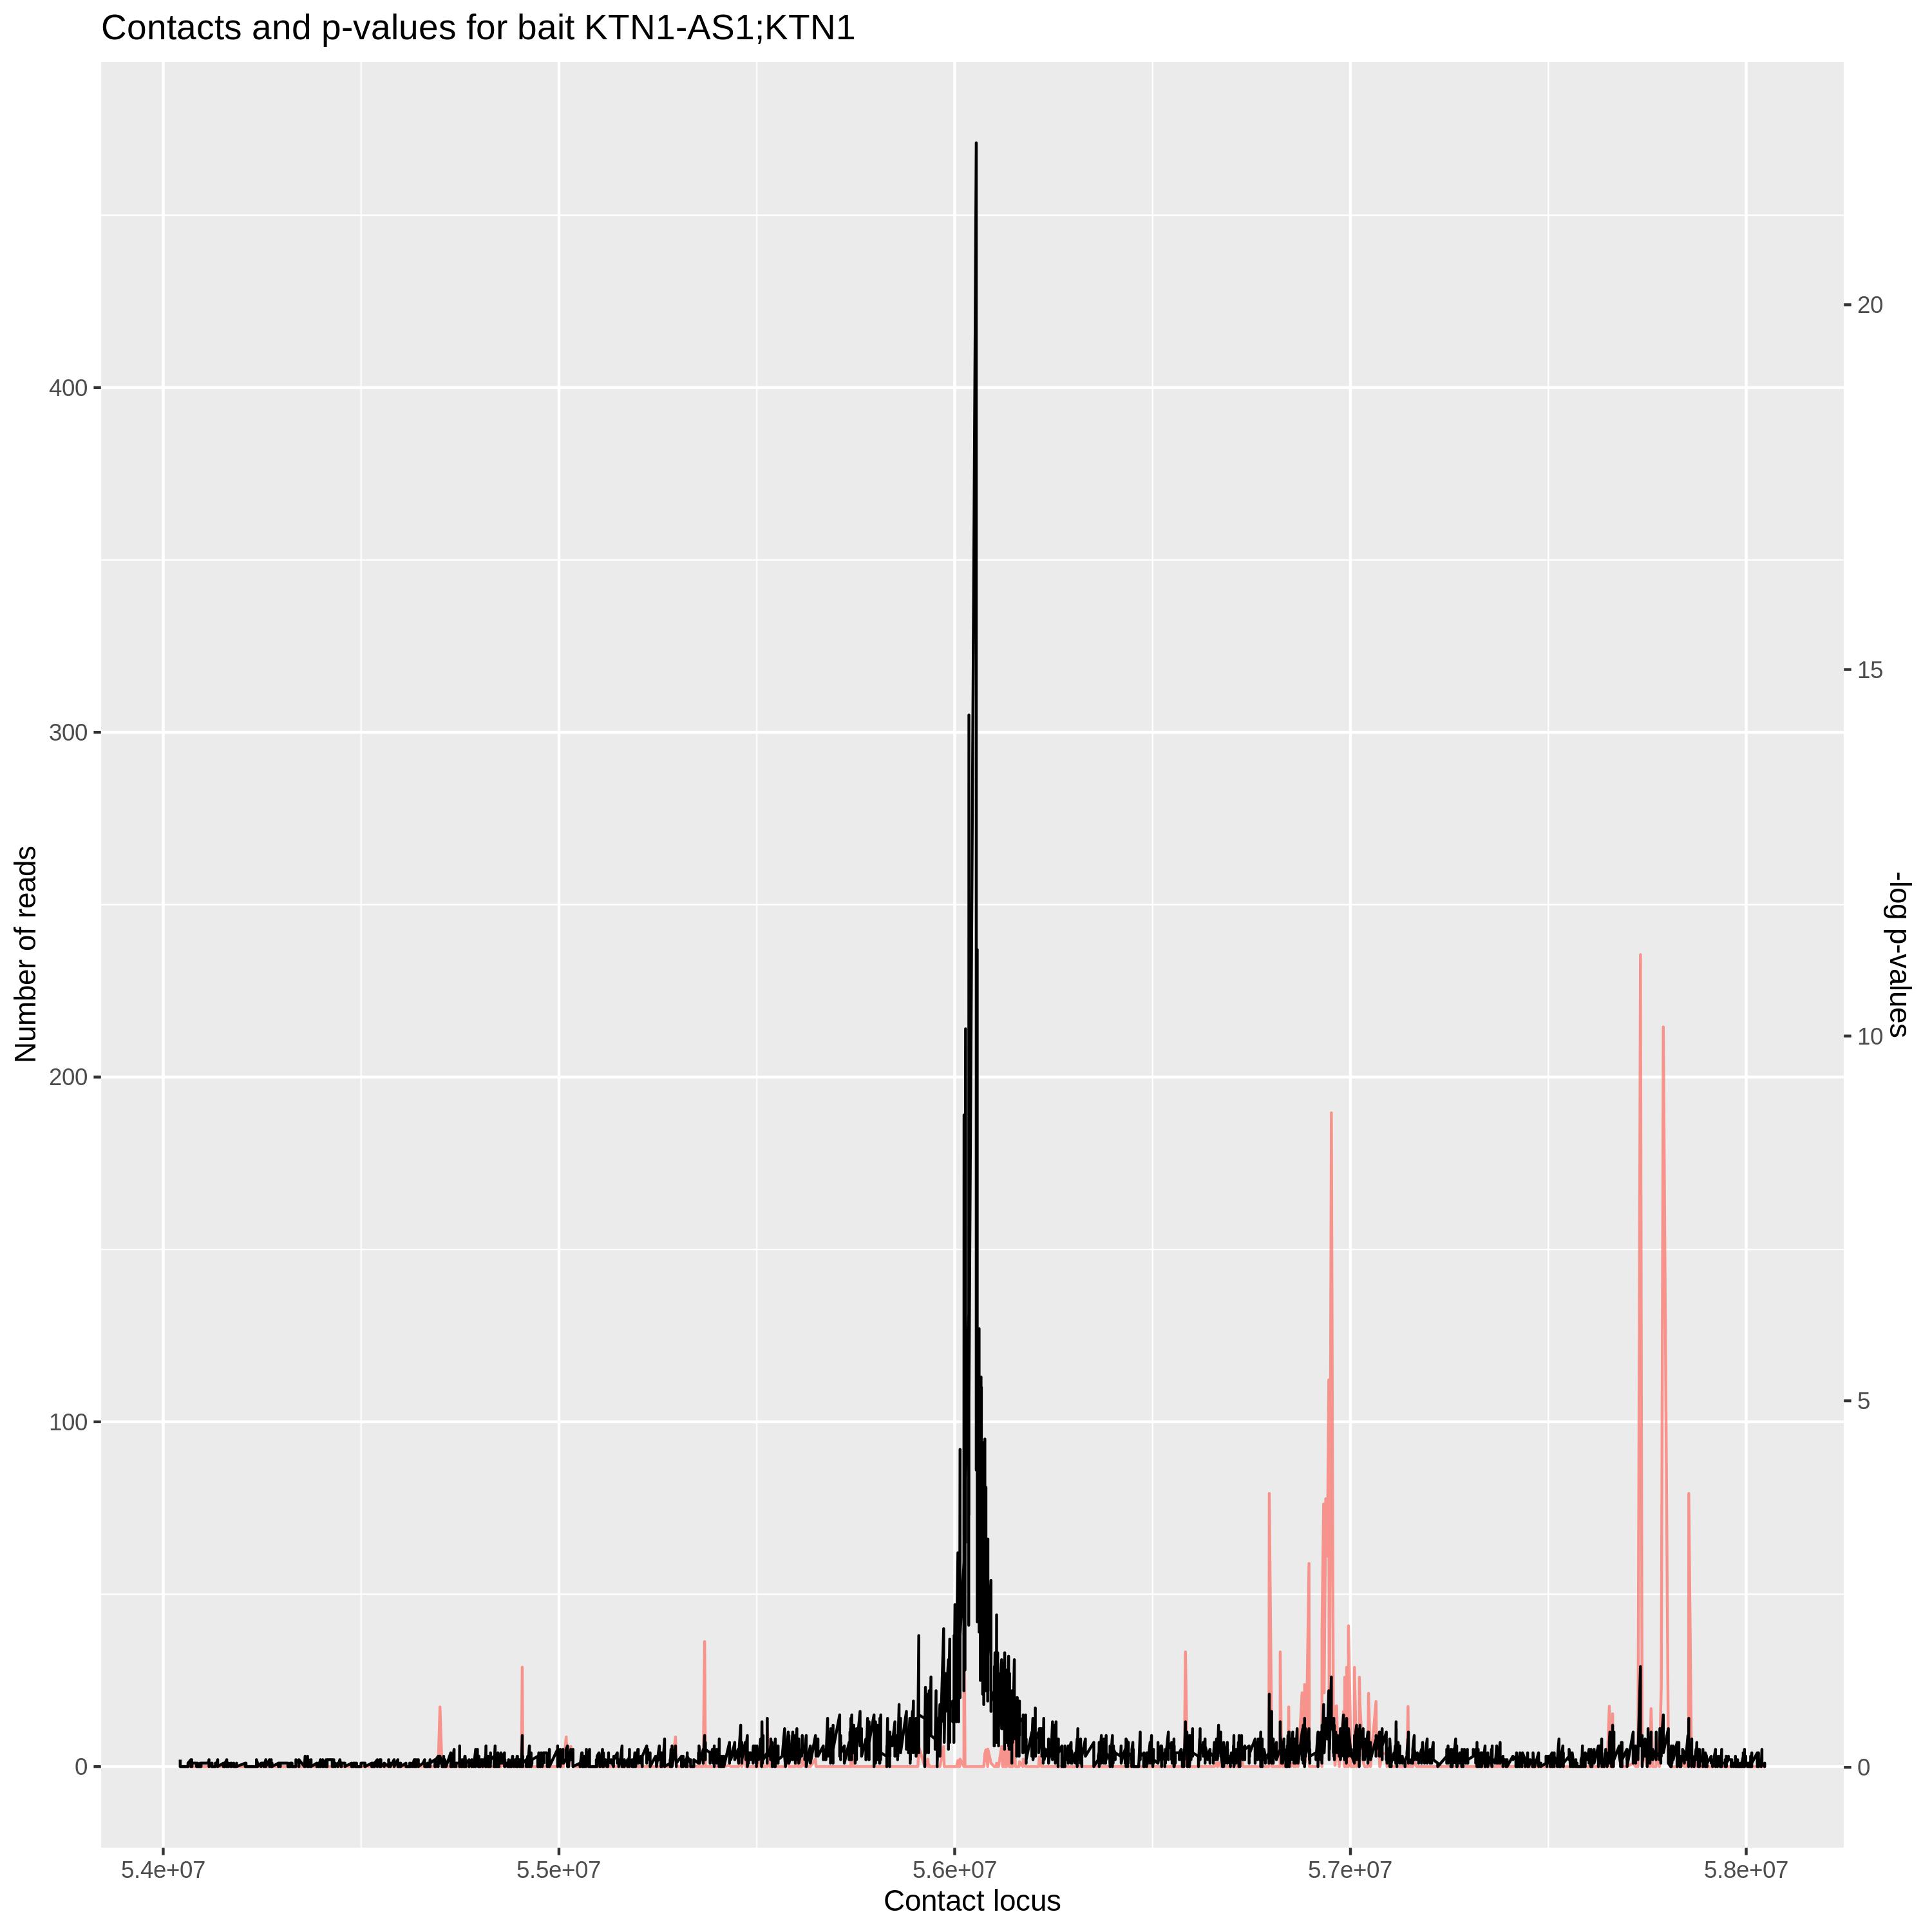 Contacts and p-values for bait KTN1-AS1;KTN1
Number of reads
400
300
200
100
0
20
15
10
5
0
-log p-values
5.4e+07
5.5e+07
5.6e+07
5.7e+07
5.8e+07
Contact locus